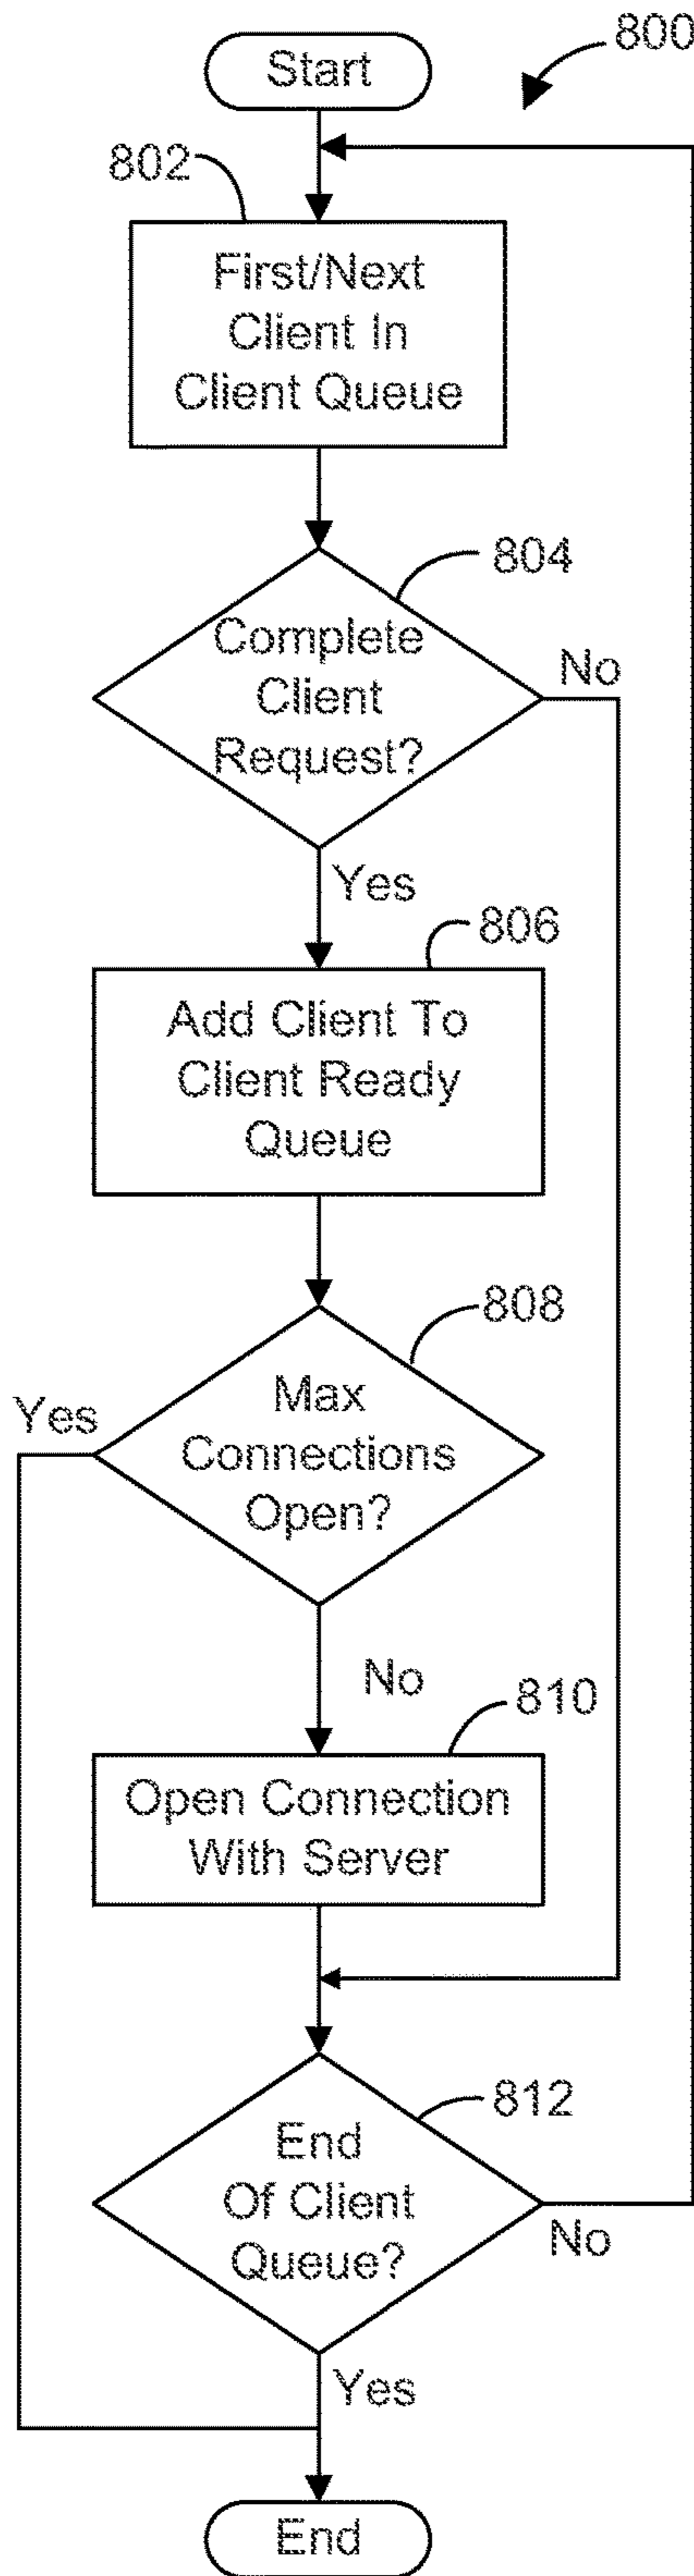 800
Start
802
First/Next
Client In
Client Queue
804
Complete
Client
Request?
No
Yes
806
Add Client To
Client Ready
Queue
808
Yes
Max
Connections
Open?
No
810
Open Connection
With Server
812
End
Of Client
Queue?
No
Yes
End